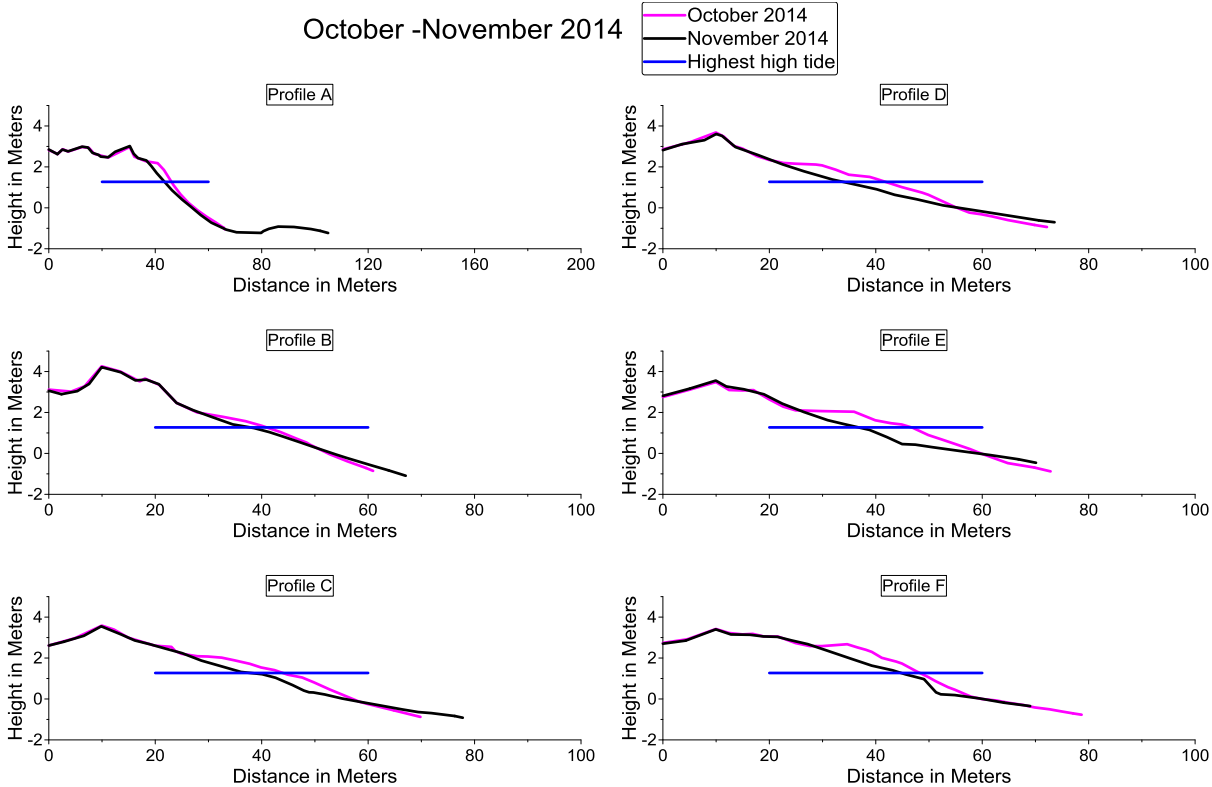 October -November 2014
October 2014
November 2014
Highest high tide
Profile A
Height in Meters
4
2
0
-2
0 40 80 120 160 200
Distance in Meters
Profile D
Height in Meters
4
2
0
-2
0 20 40 60 80 100
Distance in Meters
Profile B
Height in Meters
4
2
0
-2
0 20 40 60 80 100
Distance in Meters
Profile E
Height in Meters
4
2
0
-2
0 20 40 60 80 100
Distance in Meters
Profile C
Height in Meters
4
2
0
-2
0 20 40 60 80 100
Distance in Meters
Profile F
Height in Meters
4
2
0
-2
0 20 40 60 80 100
Distance in Meters